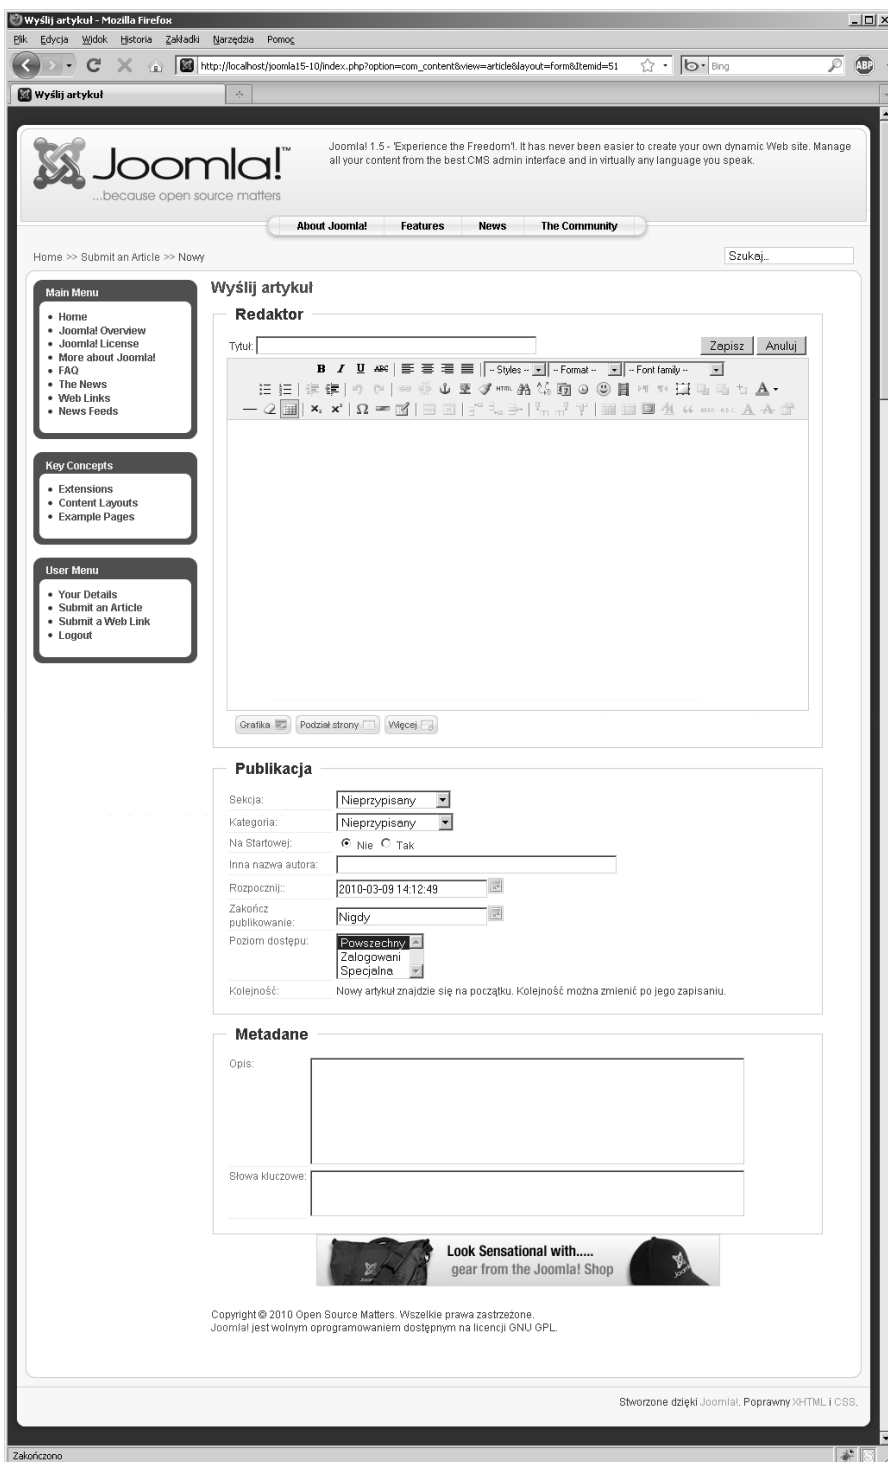 Wyślij artykuł - Mozilla Firefox
Plik Edycja Widok Historia Zakładki Narzędzia Pomoc
http://localhost/joomla15-10/index.php?option=com_content&view=article&layout=form&Itemid=51
Bing
ABP
Wyślij artykuł
Joomla!™
...because open source matters
Joomla! 1.5 - 'Experience the Freedom'!. It has never been easier to create your own dynamic Web site. Manage
all your content from the best CMS admin interface and in virtually any language you speak.
About Joomla! Features News The Community
Home >> Submit an Article >> Nowy
Szukaj...
Main Menu
Home
Joomla! Overview
Joomla! License
More about Joomla!
FAQ
The News
Web Links
News Feeds
Key Concepts
Extensions
Content Layouts
Example Pages
User Menu
Your Details
Submit an Article
Submit a Web Link
Logout
Wyślij artykuł
Redaktor
Tytuł:
Zapisz Anuluj
B I U ABC -- Styles -- -- Format -- -- Font family --
HTML
Grafika Podział strony Więcej
Publikacja
Sekcja: Nieprzypisany
Kategoria: Nieprzypisany
Na Startowej: Nie Tak
Inna nazwa autora:
Rozpocznij:: 2010-03-09 14:12:49
Zakończ
publikowanie: Nigdy
Poziom dostępu: Powszechny
Zalogowani
Specjalna
Kolejność: Nowy artykuł znajdzie się na początku. Kolejność można zmienić po jego zapisaniu.
Metadane
Opis:
Słowa kluczowe:
Look Sensational with.....
gear from the Joomla! Shop
Copyright © 2010 Open Source Matters. Wszelkie prawa zastrzeżone.
Joomla! jest wolnym oprogramowaniem dostępnym na licencji GNU GPL.
Stworzone dzięki Joomla!. Poprawny XHTML i CSS.
Zakończono